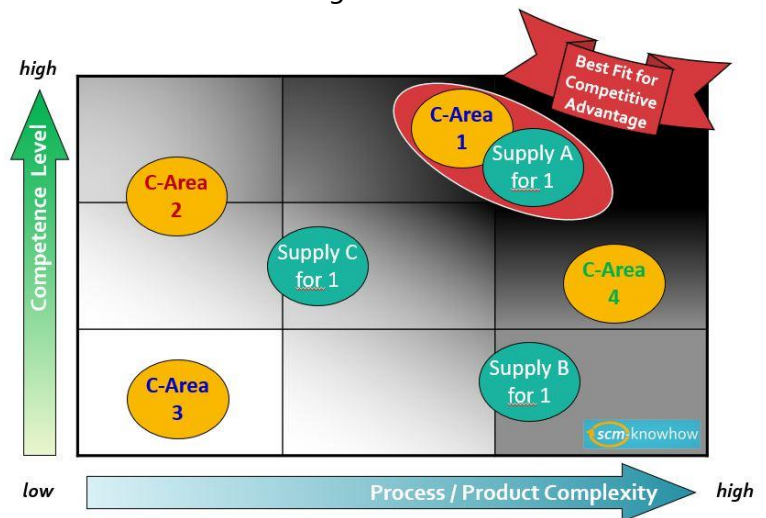 high
Best Fit for
Competitive
Advantage
C-Area
1
Supply A
for 1
C-Area
2
Supply C
for 1
C-Area
4
Competence Level
Supply B
for 1
C-Area
3
scm-knowhow
low
Process / Product Complexity
high